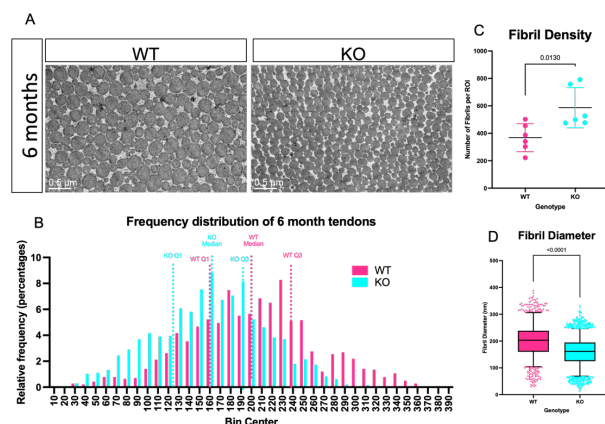 A
WT
KO
6 months
0.5 µm
0.5 µm
B
Frequency distribution of 6 month tendons
Relative frequency (percentages)
10
8
6
4
2
0
KO Q1
WT Q1
KO
Median
KO Q3
WT
Median
WT Q3
WT
KO
10 20 30 40 50 60 70 80 90 100 110 120 130 140 150 160 170 180 190 200 210 220 230 240 250 260 270 280 290 300 310 320 330 340 350 360 370 380 390
Bin Center
C
Fibril Density
0.0130
Number of Fibrils per ROI
1000
800
600
400
200
0
WT
KO
Genotype
D
Fibril Diameter
<0.0001
Fibril Diameter (nm)
500
400
300
200
100
0
WT
KO
Genotype